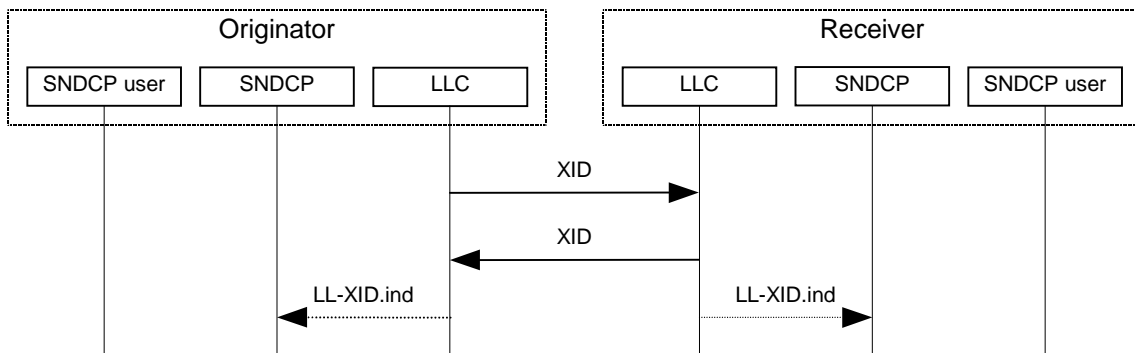 Originator
Receiver
SNDCP user
SNDCP
LLC
LLC
SNDCP
SNDCP user
XID
XID
LL-XID.ind
LL-XID.ind